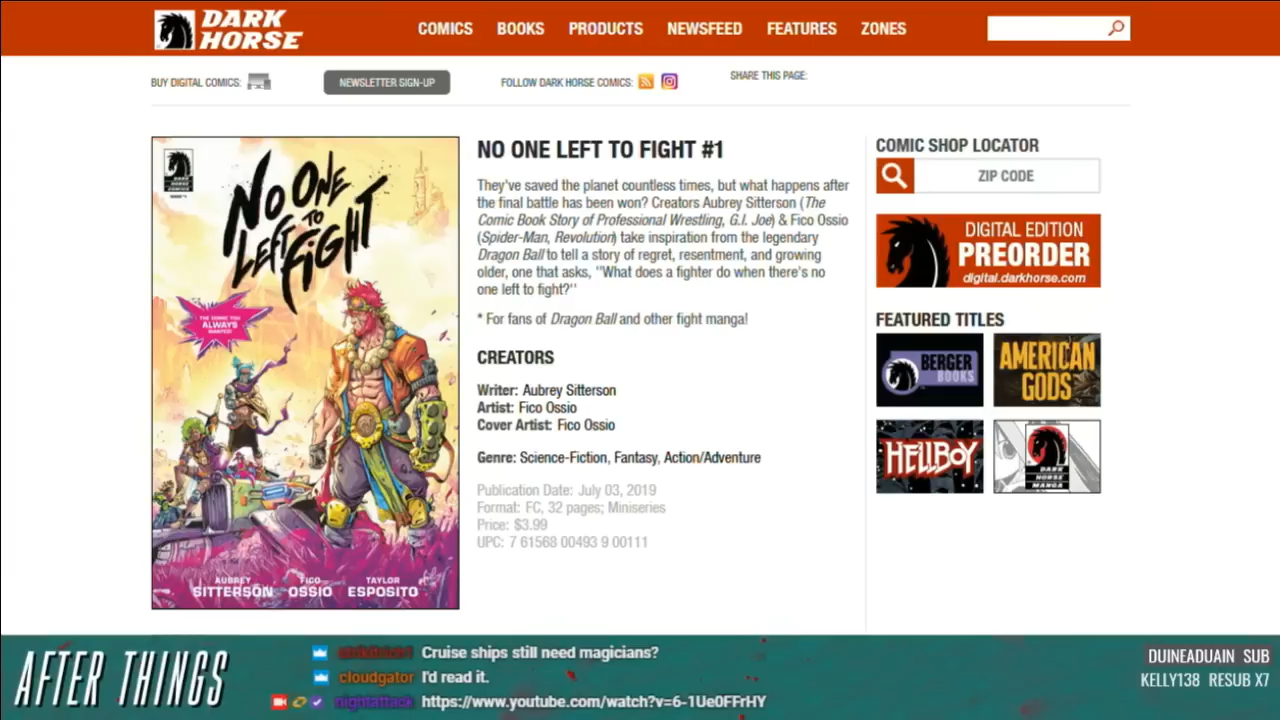 DARK HORSE
COMICS BOOKS PRODUCTS NEWSFEED FEATURES ZONES
BUY DIGITAL COMICS:
NEWSLETTER SIGN-UP
FOLLOW DARK HORSE COMICS:
SHARE THIS PAGE:
DARK
HORSE
COMICS
NO ONE
LEFT TO
FIGHT
THE COMIC YOU
ALWAYS
WANTED!
AUBREY
SITTERSON
FICO
OSSIO
TAYLOR
ESPOSITO
NO ONE LEFT TO FIGHT #1
They've saved the planet countless times, but what happens after
the final battle has been won? Creators Aubrey Sitterson (The
Comic Book Story of Professional Wrestling, G.I. Joe) & Fico Ossio
(Spider-Man, Revolution) take inspiration from the legendary
Dragon Ball to tell a story of regret, resentment, and growing
older, one that asks, "What does a fighter do when there's no
one left to fight?"
* For fans of Dragon Ball and other fight manga!
CREATORS
Writer: Aubrey Sitterson
Artist: Fico Ossio
Cover Artist: Fico Ossio
Genre: Science-Fiction, Fantasy, Action/Adventure
Publication Date: July 03, 2019
Format: FC, 32 pages; Miniseries
Price: $3.99
UPC: 7 61568 00493 9 00111
COMIC SHOP LOCATOR
ZIP CODE
DIGITAL EDITION
PREORDER
digital.darkhorse.com
FEATURED TITLES
BERGER
BOOKS
AMERICAN
GODS
HELLBOY
DARK
HORSE
MANGA
AFTER THINGS
Cruise ships still need magicians?
cloudgator I'd read it.
nightattack https://www.youtube.com/watch?v=6-1Ue0FFrHY
DUINEADUAIN SUB
KELLY138 RESUB X7